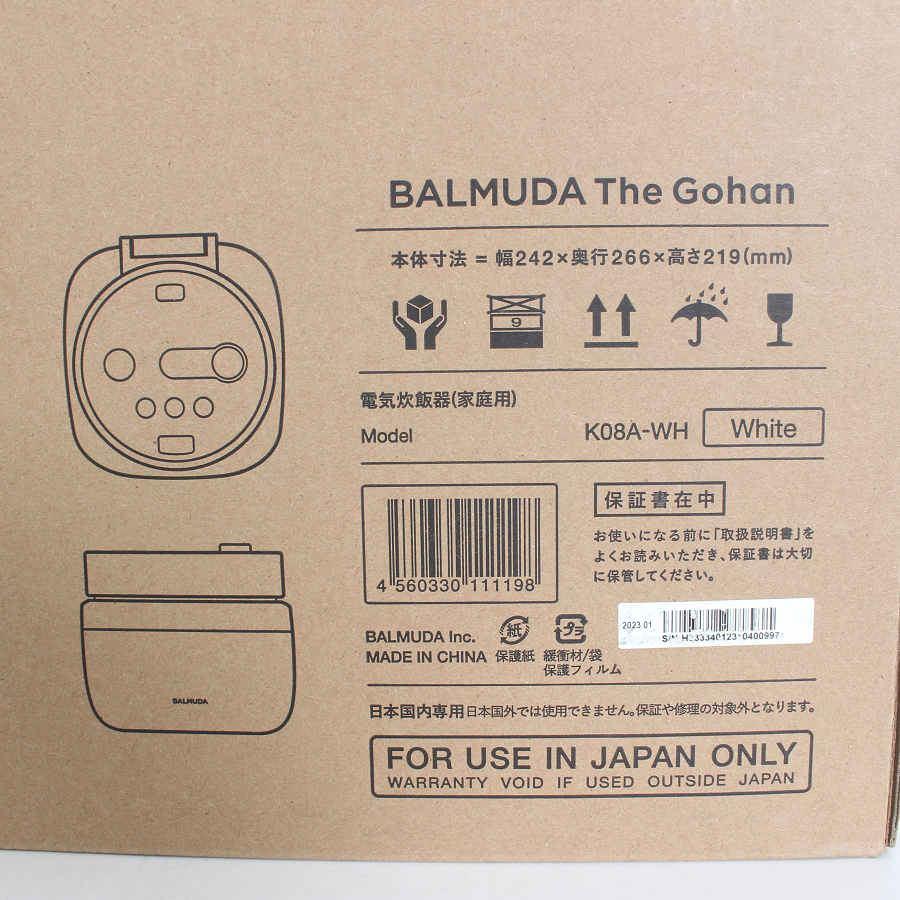 BALMUDA The Gohan
本体寸法 = 幅242×奥行266×高さ219(mm)
9
電気炊飯器(家庭用)
Model K08A-WH White
4 560330 111198
保証書在中
お使いになる前に「取扱説明書」を
よくお読みいただき、保証書は大切
に保管してください。
BALMUDA Inc.
MADE IN CHINA
紙
保護紙
プラ
緩衝材/袋
保護フィルム
2023 01
S/N
日本国内専用 日本国外では使用できません。保証や修理の対象外となります。
FOR USE IN JAPAN ONLY
WARRANTY VOID IF USED OUTSIDE JAPAN
BALMUDA